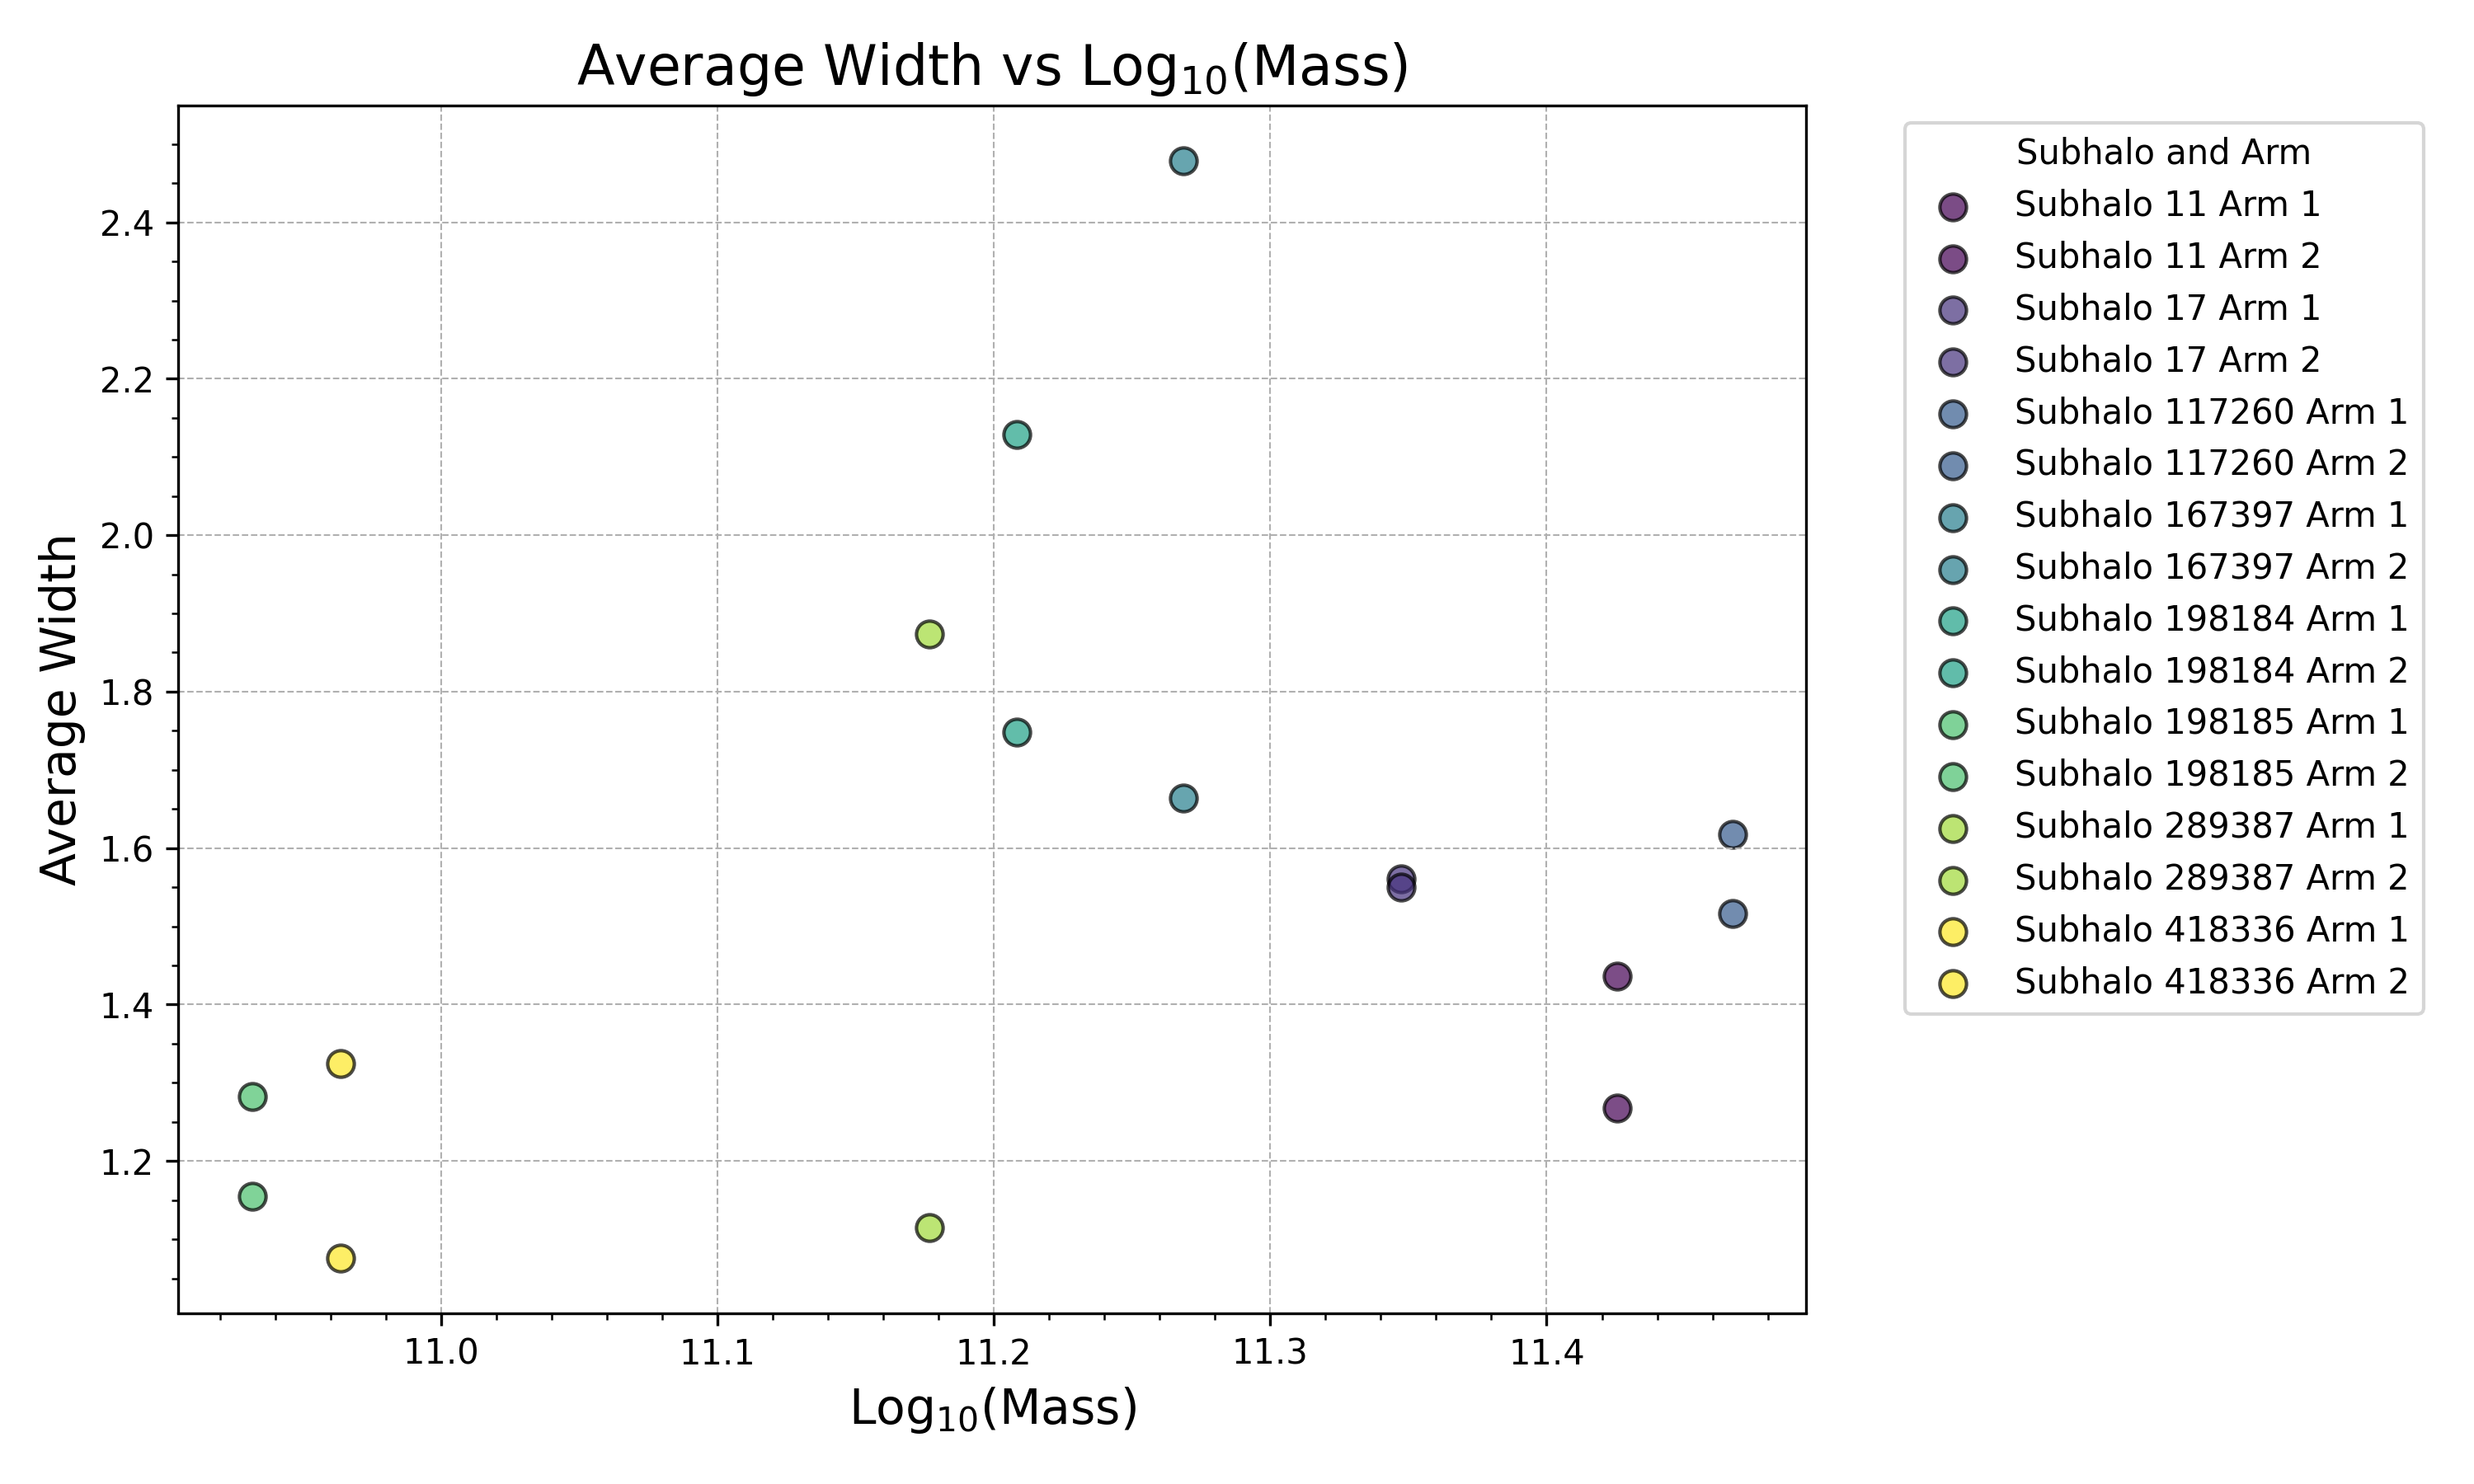 Average Width vs Log₁₀(Mass)
Average Width
2.4
2.2
2.0
1.8
1.6
1.4
1.2
11.0
11.1
11.2
11.3
11.4
Log₁₀(Mass)
Subhalo and Arm
Subhalo 11 Arm 1
Subhalo 11 Arm 2
Subhalo 17 Arm 1
Subhalo 17 Arm 2
Subhalo 117260 Arm 1
Subhalo 117260 Arm 2
Subhalo 167397 Arm 1
Subhalo 167397 Arm 2
Subhalo 198184 Arm 1
Subhalo 198184 Arm 2
Subhalo 198185 Arm 1
Subhalo 198185 Arm 2
Subhalo 289387 Arm 1
Subhalo 289387 Arm 2
Subhalo 418336 Arm 1
Subhalo 418336 Arm 2